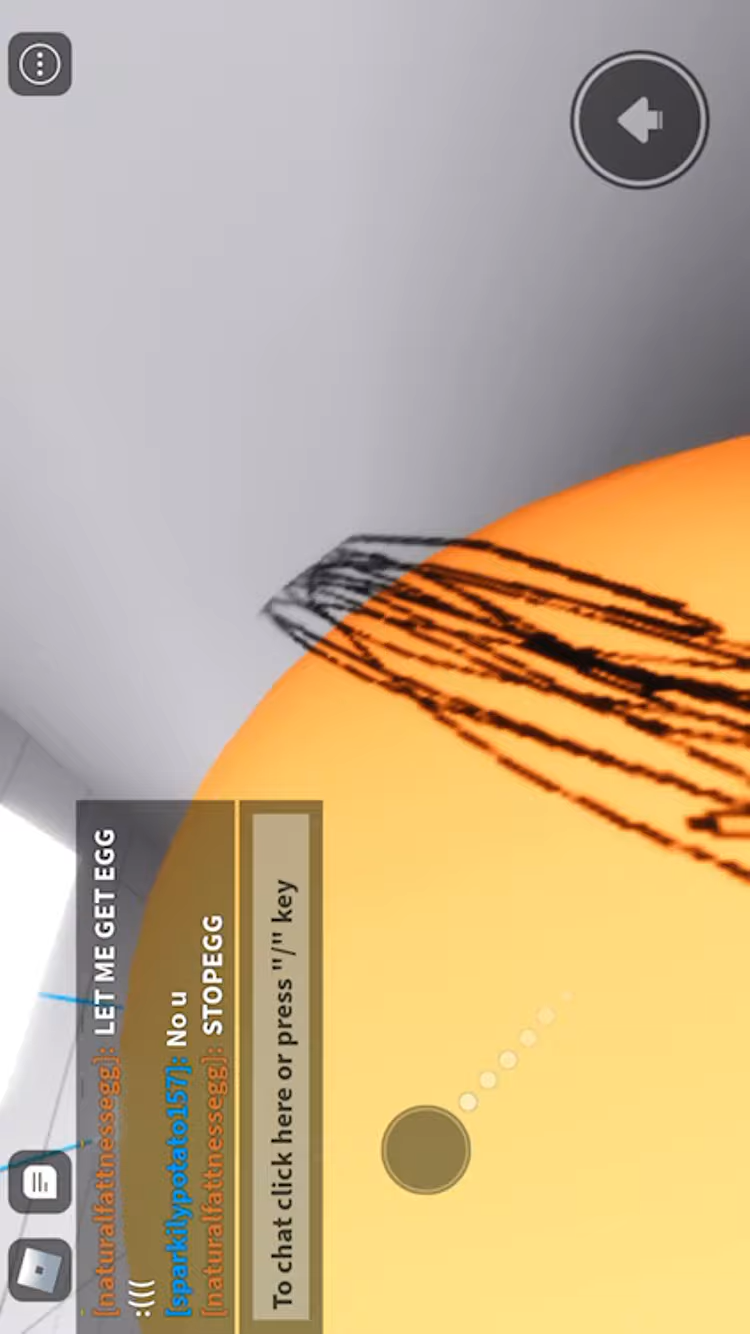 [naturalfattnessegg]: LET ME GET EGG
:(((
[sparkilypotato157]: No u
[naturalfattnessegg]: STOPEGG
To chat click here or press "/" key